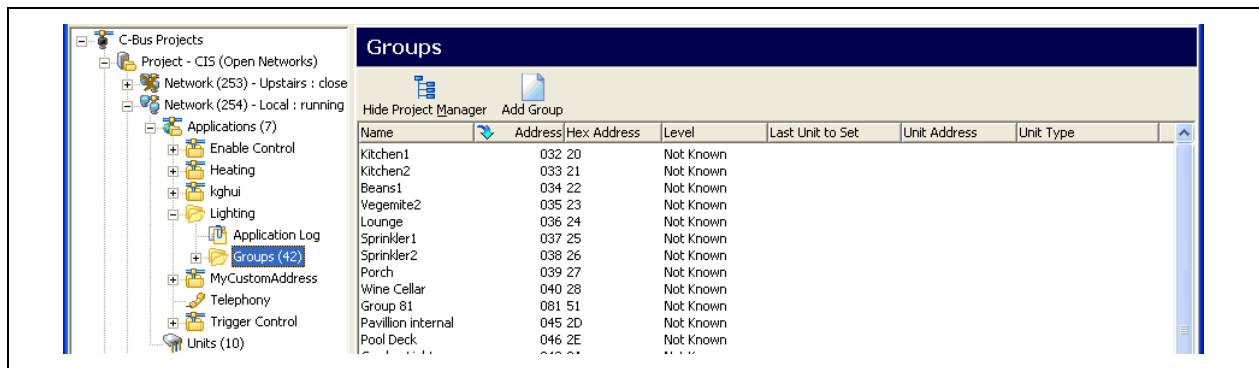 C-Bus Projects
Project - CIS (Open Networks)
Network (253) - Upstairs : close
Network (254) - Local : running
Applications (7)
Enable Control
Heating
kghui
Lighting
Application Log
Groups (42)
MyCustomAddress
Telephony
Trigger Control
Units (10)
Groups
Hide Project Manager Add Group
Name Address Hex Address Level Last Unit to Set Unit Address Unit Type
Kitchen1 032 20 Not Known
Kitchen2 033 21 Not Known
Beans1 034 22 Not Known
Vegemite2 035 23 Not Known
Lounge 036 24 Not Known
Sprinkler1 037 25 Not Known
Sprinkler2 038 26 Not Known
Porch 039 27 Not Known
Wine Cellar 040 28 Not Known
Group 81 081 51 Not Known
Pavillion internal 045 2D Not Known
Pool Deck 046 2E Not Known